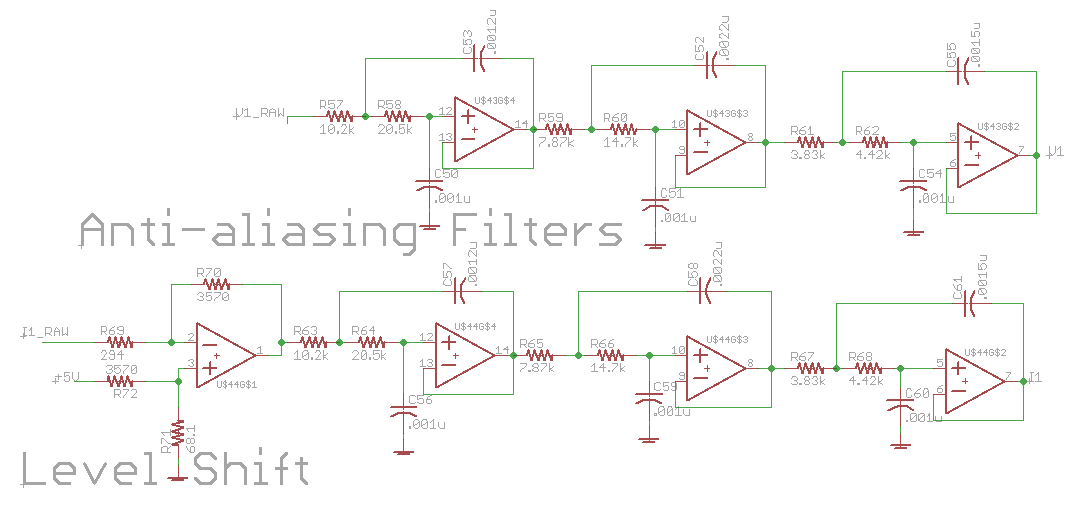 C53
.0012u
C52
.0022u
C55
.0015u
V1_RAW
R57
10.2k
R58
20.5k
12
13
14
U$43G$4
R59
7.87k
R60
14.7k
10
9
8
U$43G$3
R61
3.83k
R62
4.42k
5
6
7
U$43G$2
V1
C50
.001u
C51
.001u
C54
.001u
Anti-aliasing Filters
R70
3570
C57
.0012u
C58
.0022u
C61
.0015u
I1_RAW
R69
294
2
3
1
U$44G$1
+5V
3570
R72
R71
68.1
R63
10.2k
R64
20.5k
12
13
14
U$44G$4
R65
7.87k
R66
14.7k
10
9
8
U$44G$3
R67
3.83k
R68
4.42k
5
6
7
U$44G$2
I1
C56
.001u
C59
.001u
C60
.001u
Level Shift